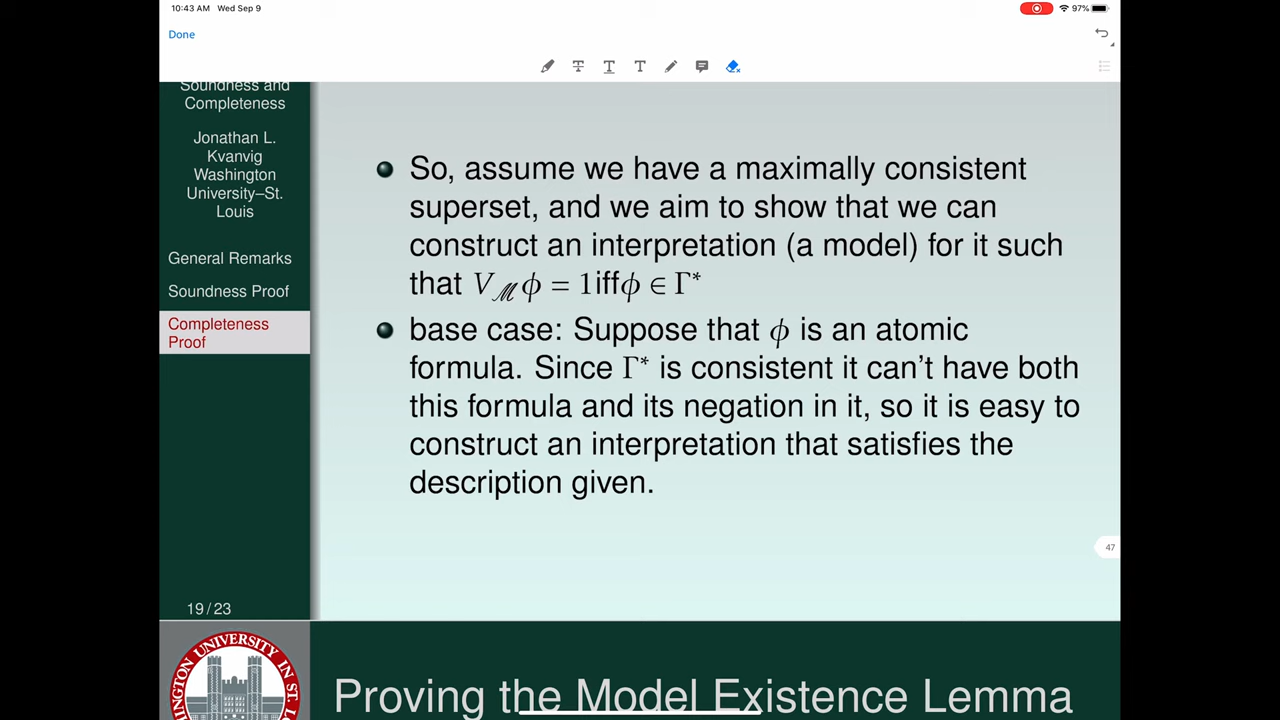 10:43 AM Wed Sep 9
97%
Done
Soundness and
Completeness
Jonathan L.
Kvanvig
Washington
University–St.
Louis
General Remarks
Soundness Proof
Completeness
Proof
So, assume we have a maximally consistent
superset, and we aim to show that we can
construct an interpretation (a model) for it such
that V_ℳ ϕ = 1iffϕ ∈ Γ*
base case: Suppose that ϕ is an atomic
formula. Since Γ* is consistent it can't have both
this formula and its negation in it, so it is easy to
construct an interpretation that satisfies the
description given.
47
19/23
Proving the Model Existence Lemma